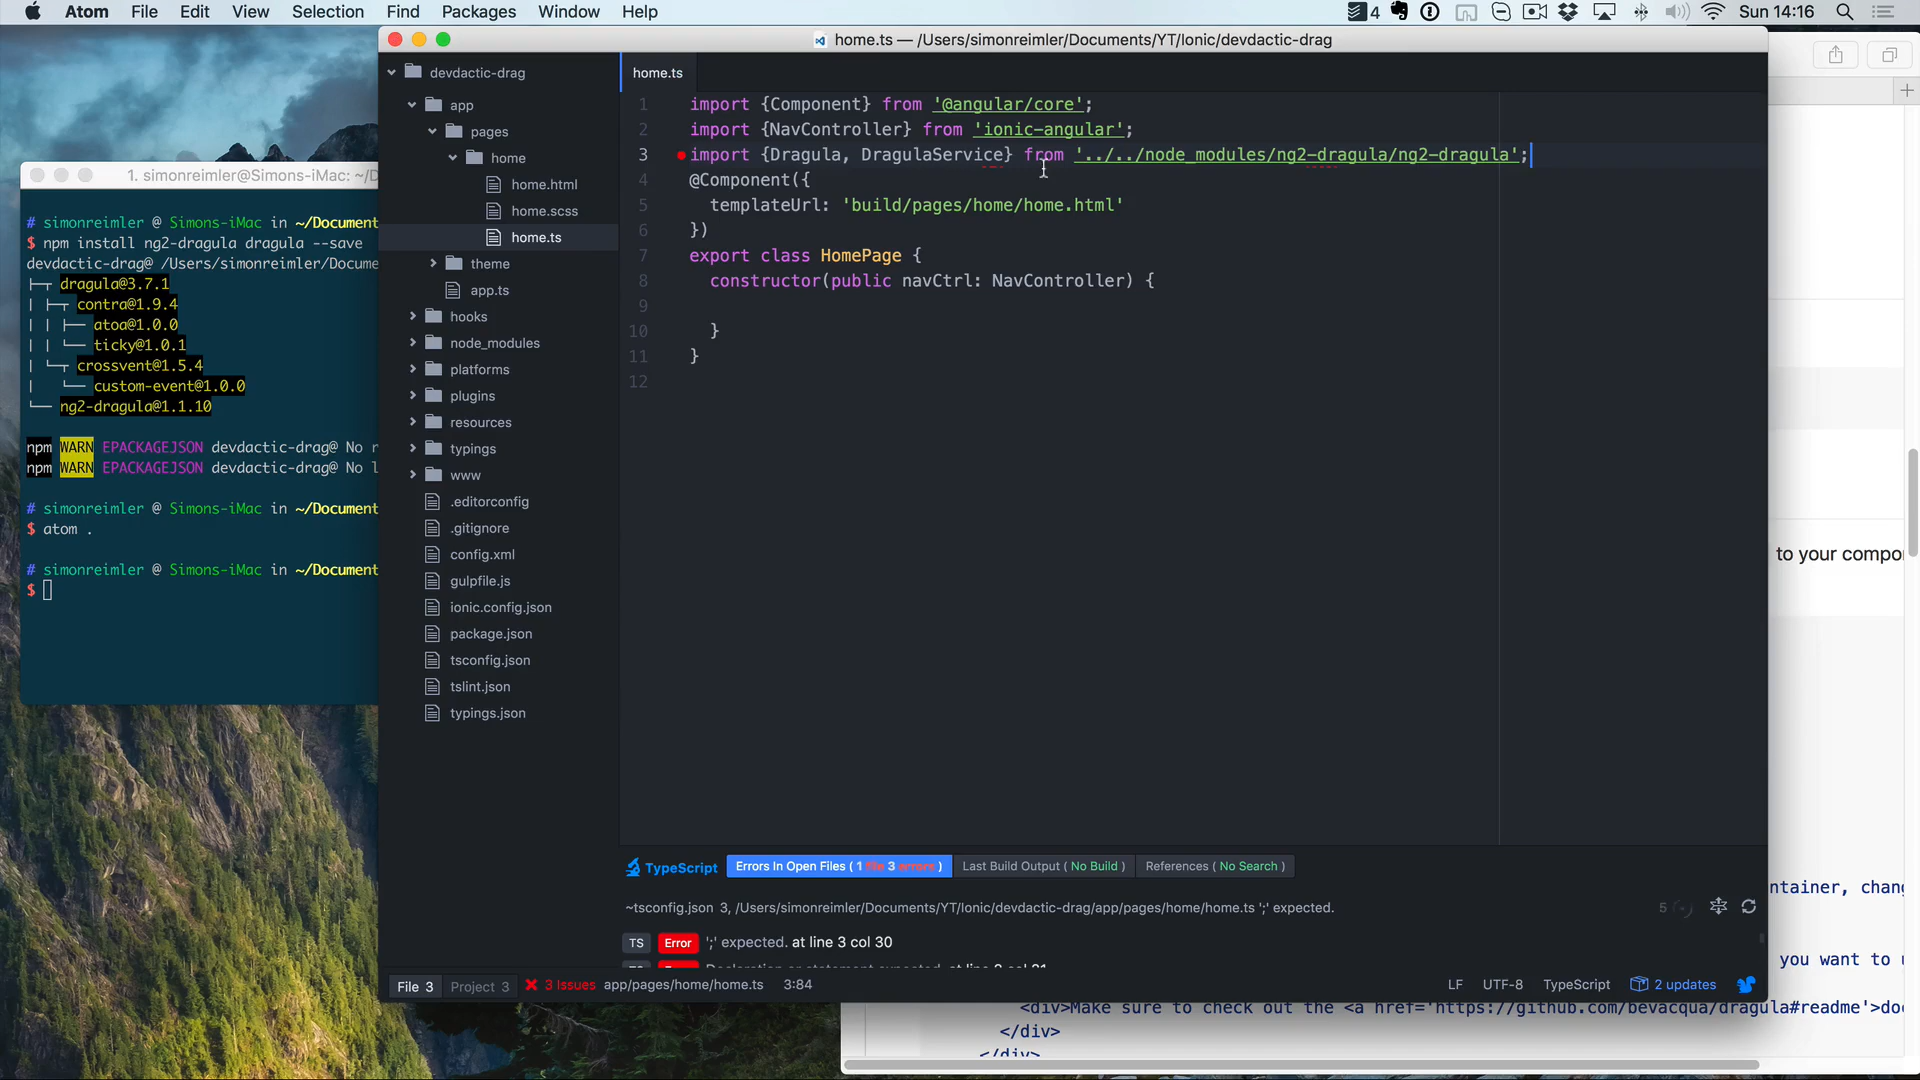 Atom File Edit View Selection Find Packages Window Help
4
Sun 14:16
home.ts — /Users/simonreimler/Documents/YT/Ionic/devdactic-drag
1. simonreimler@Simons-iMac: ~/D
# simonreimler @ Simons-iMac in ~/Document
$ npm install ng2-dragula dragula --save
devdactic-drag@ /Users/simonreimler/Docume
├─┬ dragula@3.7.1
│ ├─┬ contra@1.9.4
│ │ ├── atoa@1.0.0
│ │ └── ticky@1.0.1
│ └─┬ crossvent@1.5.4
│   └── custom-event@1.0.0
└── ng2-dragula@1.1.10
npm WARN EPACKAGEJSON devdactic-drag@ No r
npm WARN EPACKAGEJSON devdactic-drag@ No l
# simonreimler @ Simons-iMac in ~/Document
$ atom .
# simonreimler @ Simons-iMac in ~/Document
$
devdactic-drag
app
pages
home
home.html
home.scss
home.ts
theme
app.ts
hooks
node_modules
platforms
plugins
resources
typings
www
.editorconfig
.gitignore
config.xml
gulpfile.js
ionic.config.json
package.json
tsconfig.json
tslint.json
typings.json
home.ts
1 import {Component} from '@angular/core';
2 import {NavController} from 'ionic-angular';
3 import {Dragula, DragulaService} from '../../node_modules/ng2-dragula/ng2-dragula';
4 @Component({
5   templateUrl: 'build/pages/home/home.html'
6 })
7 export class HomePage {
8   constructor(public navCtrl: NavController) {
9
10   }
11 }
12
TypeScript
Errors In Open Files ( 1 file 3 errors )
Last Build Output ( No Build )
References ( No Search )
~tsconfig.json 3, /Users/simonreimler/Documents/YT/Ionic/devdactic-drag/app/pages/home/home.ts ';' expected.
5
TS Error ';' expected. at line 3 col 30
File 3 Project 3 3 Issues app/pages/home/home.ts 3:84
LF UTF-8 TypeScript 2 updates
to your compor
ntainer, chang
you want to u
<div>Make sure to check out the <a href='https://github.com/bevacqua/dragula#readme'>doc
</div>
</div>